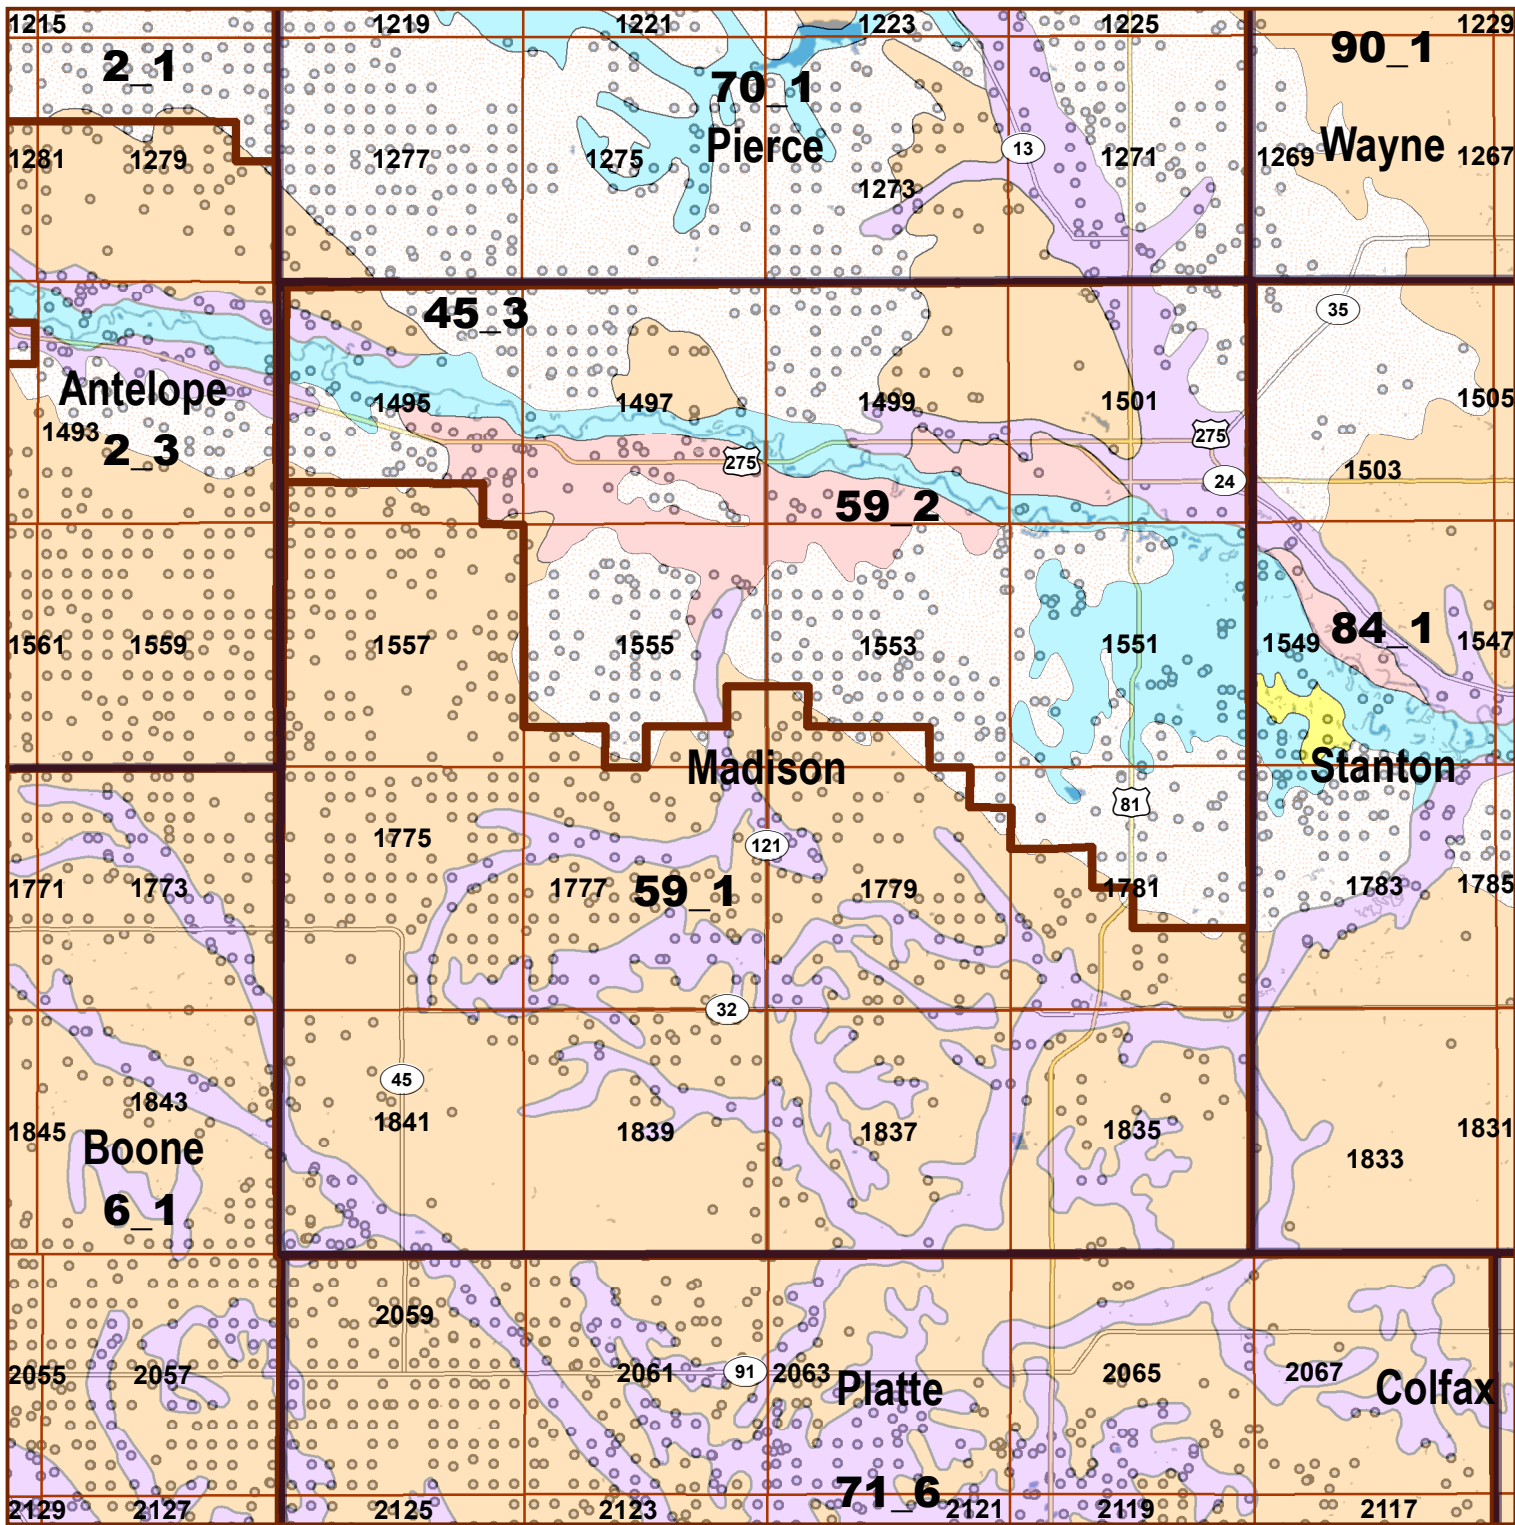 1215 1219 1221 1223 1225 1229
2_1 70_1 90_1
Pierce Wayne
13
1281 1279 1277 1275 1273 1271 1269 1267
45_3 35
Antelope
1493 1495 1497 1499 1501 1505
2_3 275 275
59_2 24 1503
1561 1559 1557 1555 1553 1551 1549 84_1 1547
Madison Stanton
81
1775 121
1771 1773 1777 59_1 1779 1781 1783 1785
32
45
1843 1841
1845 1839 1837 1835 1833 1831
Boone
6_1
2059
2055 2057 2061 91 2063 2065 2067
Platte Colfax
71_6
2129 2127 2125 2123 2121 2119 2117